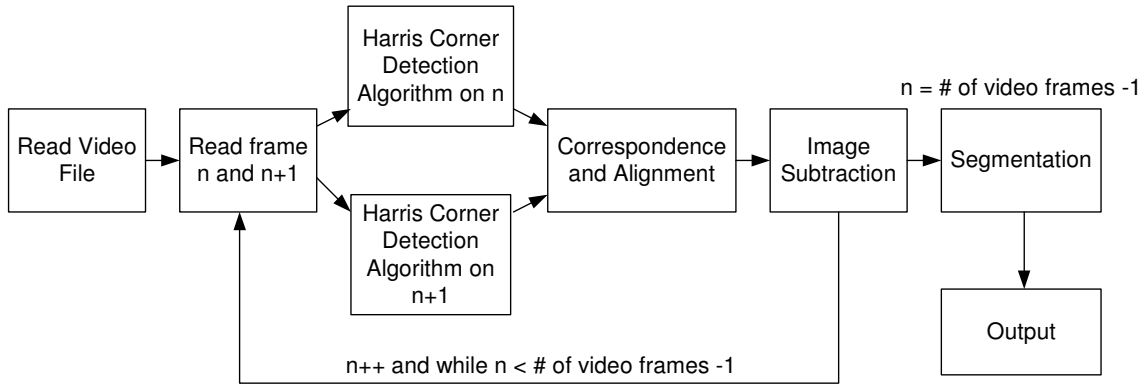 Read Video
File
Read frame
n and n+1
Harris Corner
Detection
Algorithm on n
Harris Corner
Detection
Algorithm on
n+1
Correspondence
and Alignment
Image
Subtraction
n = # of video frames -1
Segmentation
Output
n++ and while n < # of video frames -1